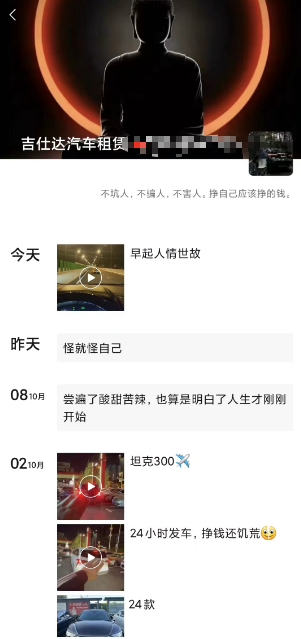 吉仕达汽车租赁
不坑人，不骗人，不害人。挣自己应该挣的钱。
今天
早起人情世故
昨天
怪就怪自己
08 10月
尝遍了酸甜苦辣，也算是明白了人生才刚刚
开始
02 10月
坦克300✈️
24小时发车，挣钱还饥荒🥹
24款